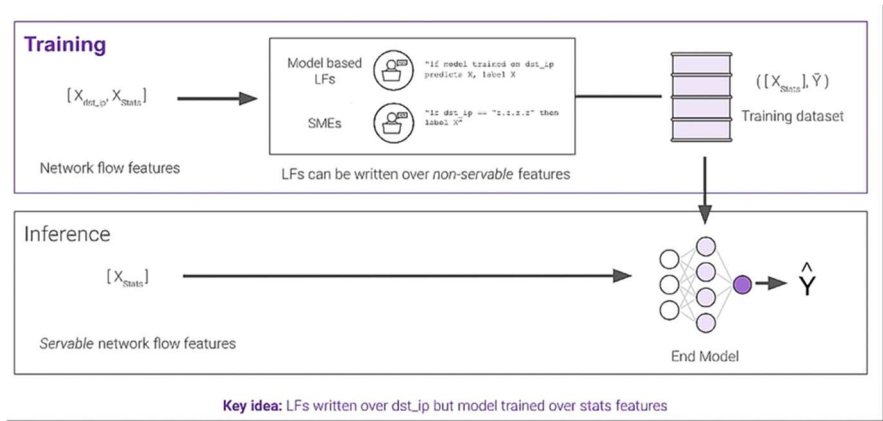 Training
[ X_dst_ip, X_Stats ]
Network flow features
Model based
LFs
"If model trained on dst_ip
predicts X, label X
SMEs
"If dst_ip == "z.z.z.z" then
label X"
LFs can be written over non-servable features
( [ X_Stats ], Ỹ )
Training dataset
Inference
[ X_Stats ]
Servable network flow features
Ŷ
End Model
Key idea: LFs written over dst_ip but model trained over stats features